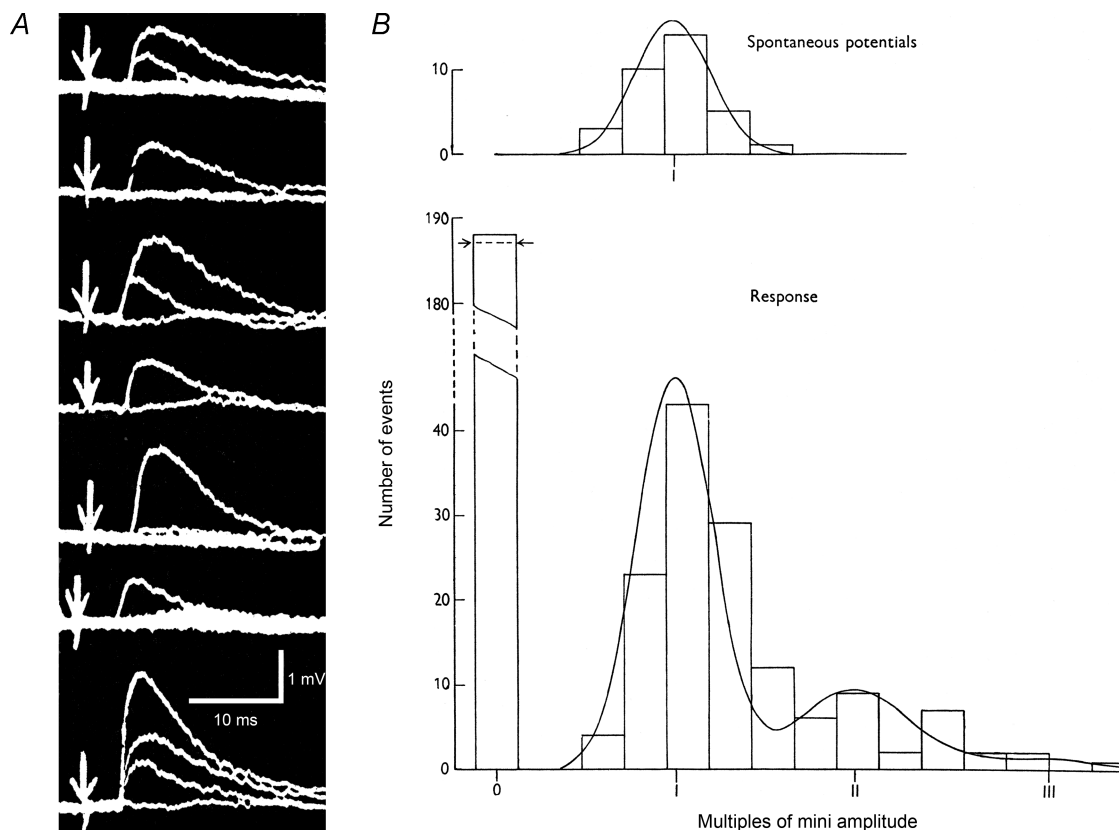 A
1 mV
10 ms
B
Spontaneous potentials
10
0
I
190
180
Response
40
30
20
10
0
Number of events
0
I
II
III
Multiples of mini amplitude